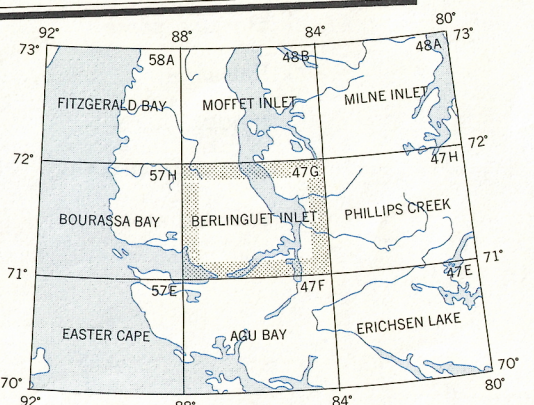 92° 88° 84° 80°
73° 58A 48B 48A 73°
FITZGERALD BAY MOFFET INLET MILNE INLET
72° 57H 47G 47H 72°
BOURASSA BAY BERLINGUET INLET PHILLIPS CREEK
71° 57E 47F 47E 71°
EASTER CAPE AGU BAY ERICHSEN LAKE
70° 70°
92° 88° 84° 80°